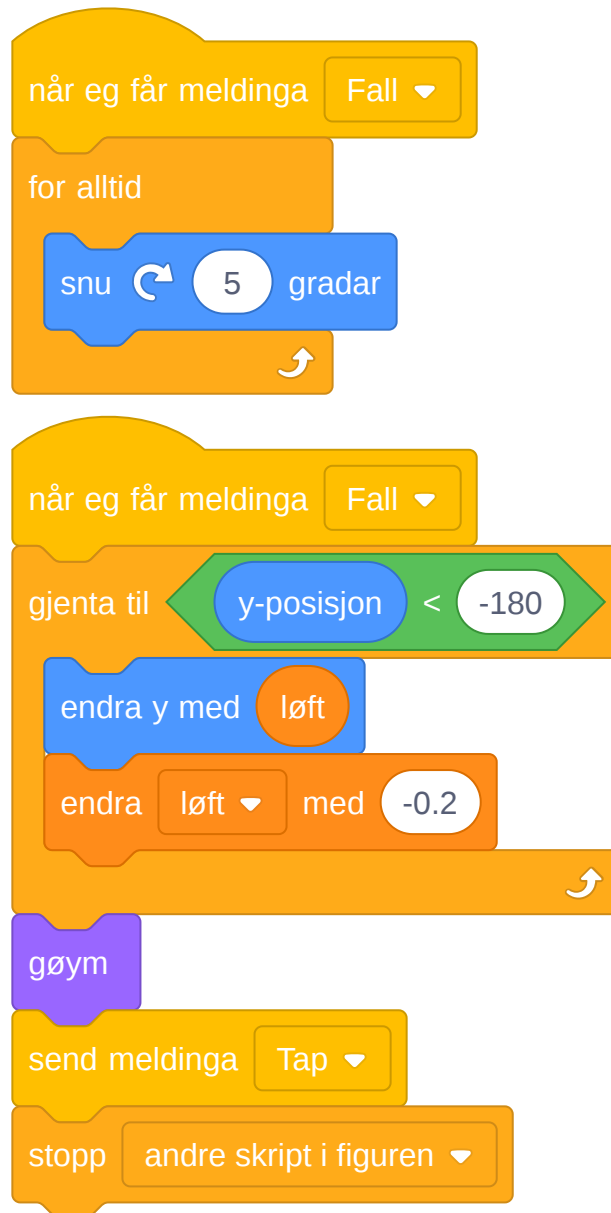 når eg får meldinga Fall
for alltid
snu 5 gradar
når eg får meldinga Fall
gjenta til y-posisjon < -180
endra y med løft
endra løft med -0.2
gøym
send meldinga Tap
stopp andre skript i figuren